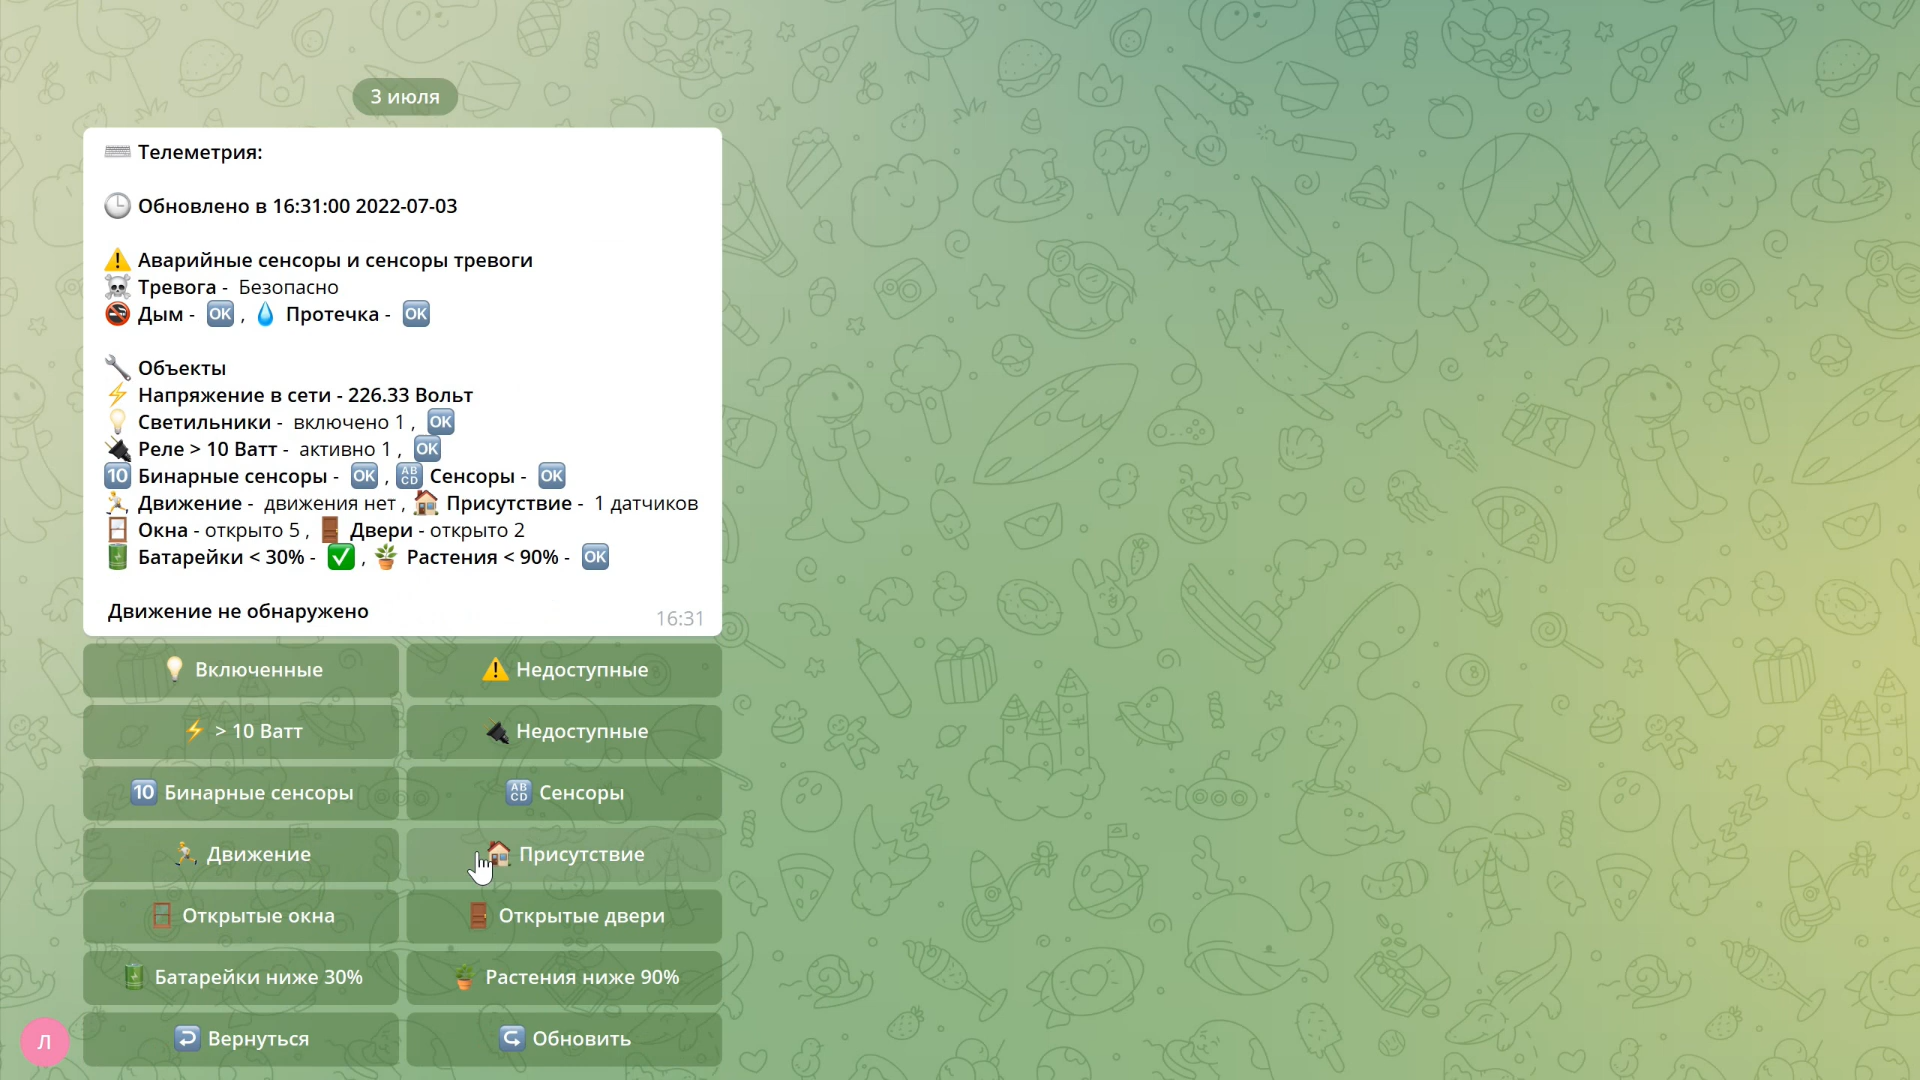 3 июля
Телеметрия:
Обновлено в 16:31:00 2022-07-03
Аварийные сенсоры и сенсоры тревоги
Тревога - Безопасно
Дым - OK , Протечка - OK
Объекты
Напряжение в сети - 226.33 Вольт
Светильники - включено 1 , OK
Реле > 10 Ватт - активно 1 , OK
10 Бинарные сенсоры - OK , ABCD Сенсоры - OK
Движение - движения нет , Присутствие - 1 датчиков
Окна - открыто 5 , Двери - открыто 2
Батарейки < 30% - ✅ , Растения < 90% - OK
Движение не обнаружено
16:31
Включенные Недоступные
> 10 Ватт Недоступные
10 Бинарные сенсоры ABCD Сенсоры
Движение Присутствие
Открытые окна Открытые двери
Батарейки ниже 30% Растения ниже 90%
Вернуться Обновить
Л